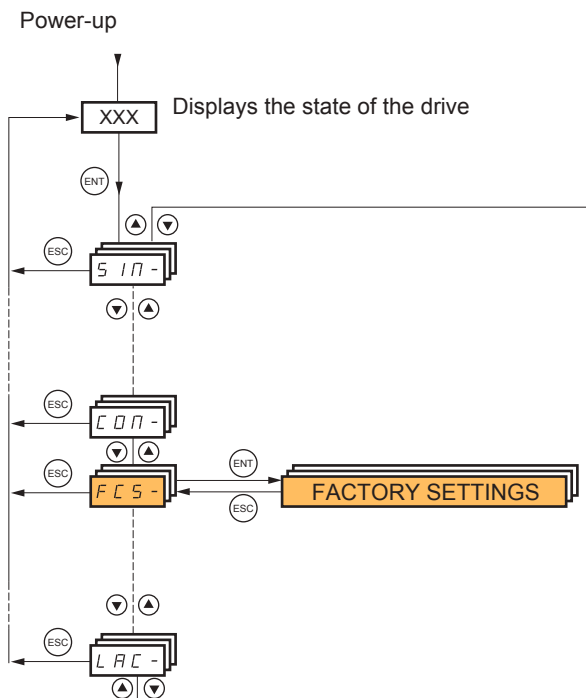 Power-up
XXX
Displays the state of the drive
ENT
ESC
SIM-
ESC
COM-
ESC
FCS-
ENT
FACTORY SETTINGS
ESC
ESC
LAC-